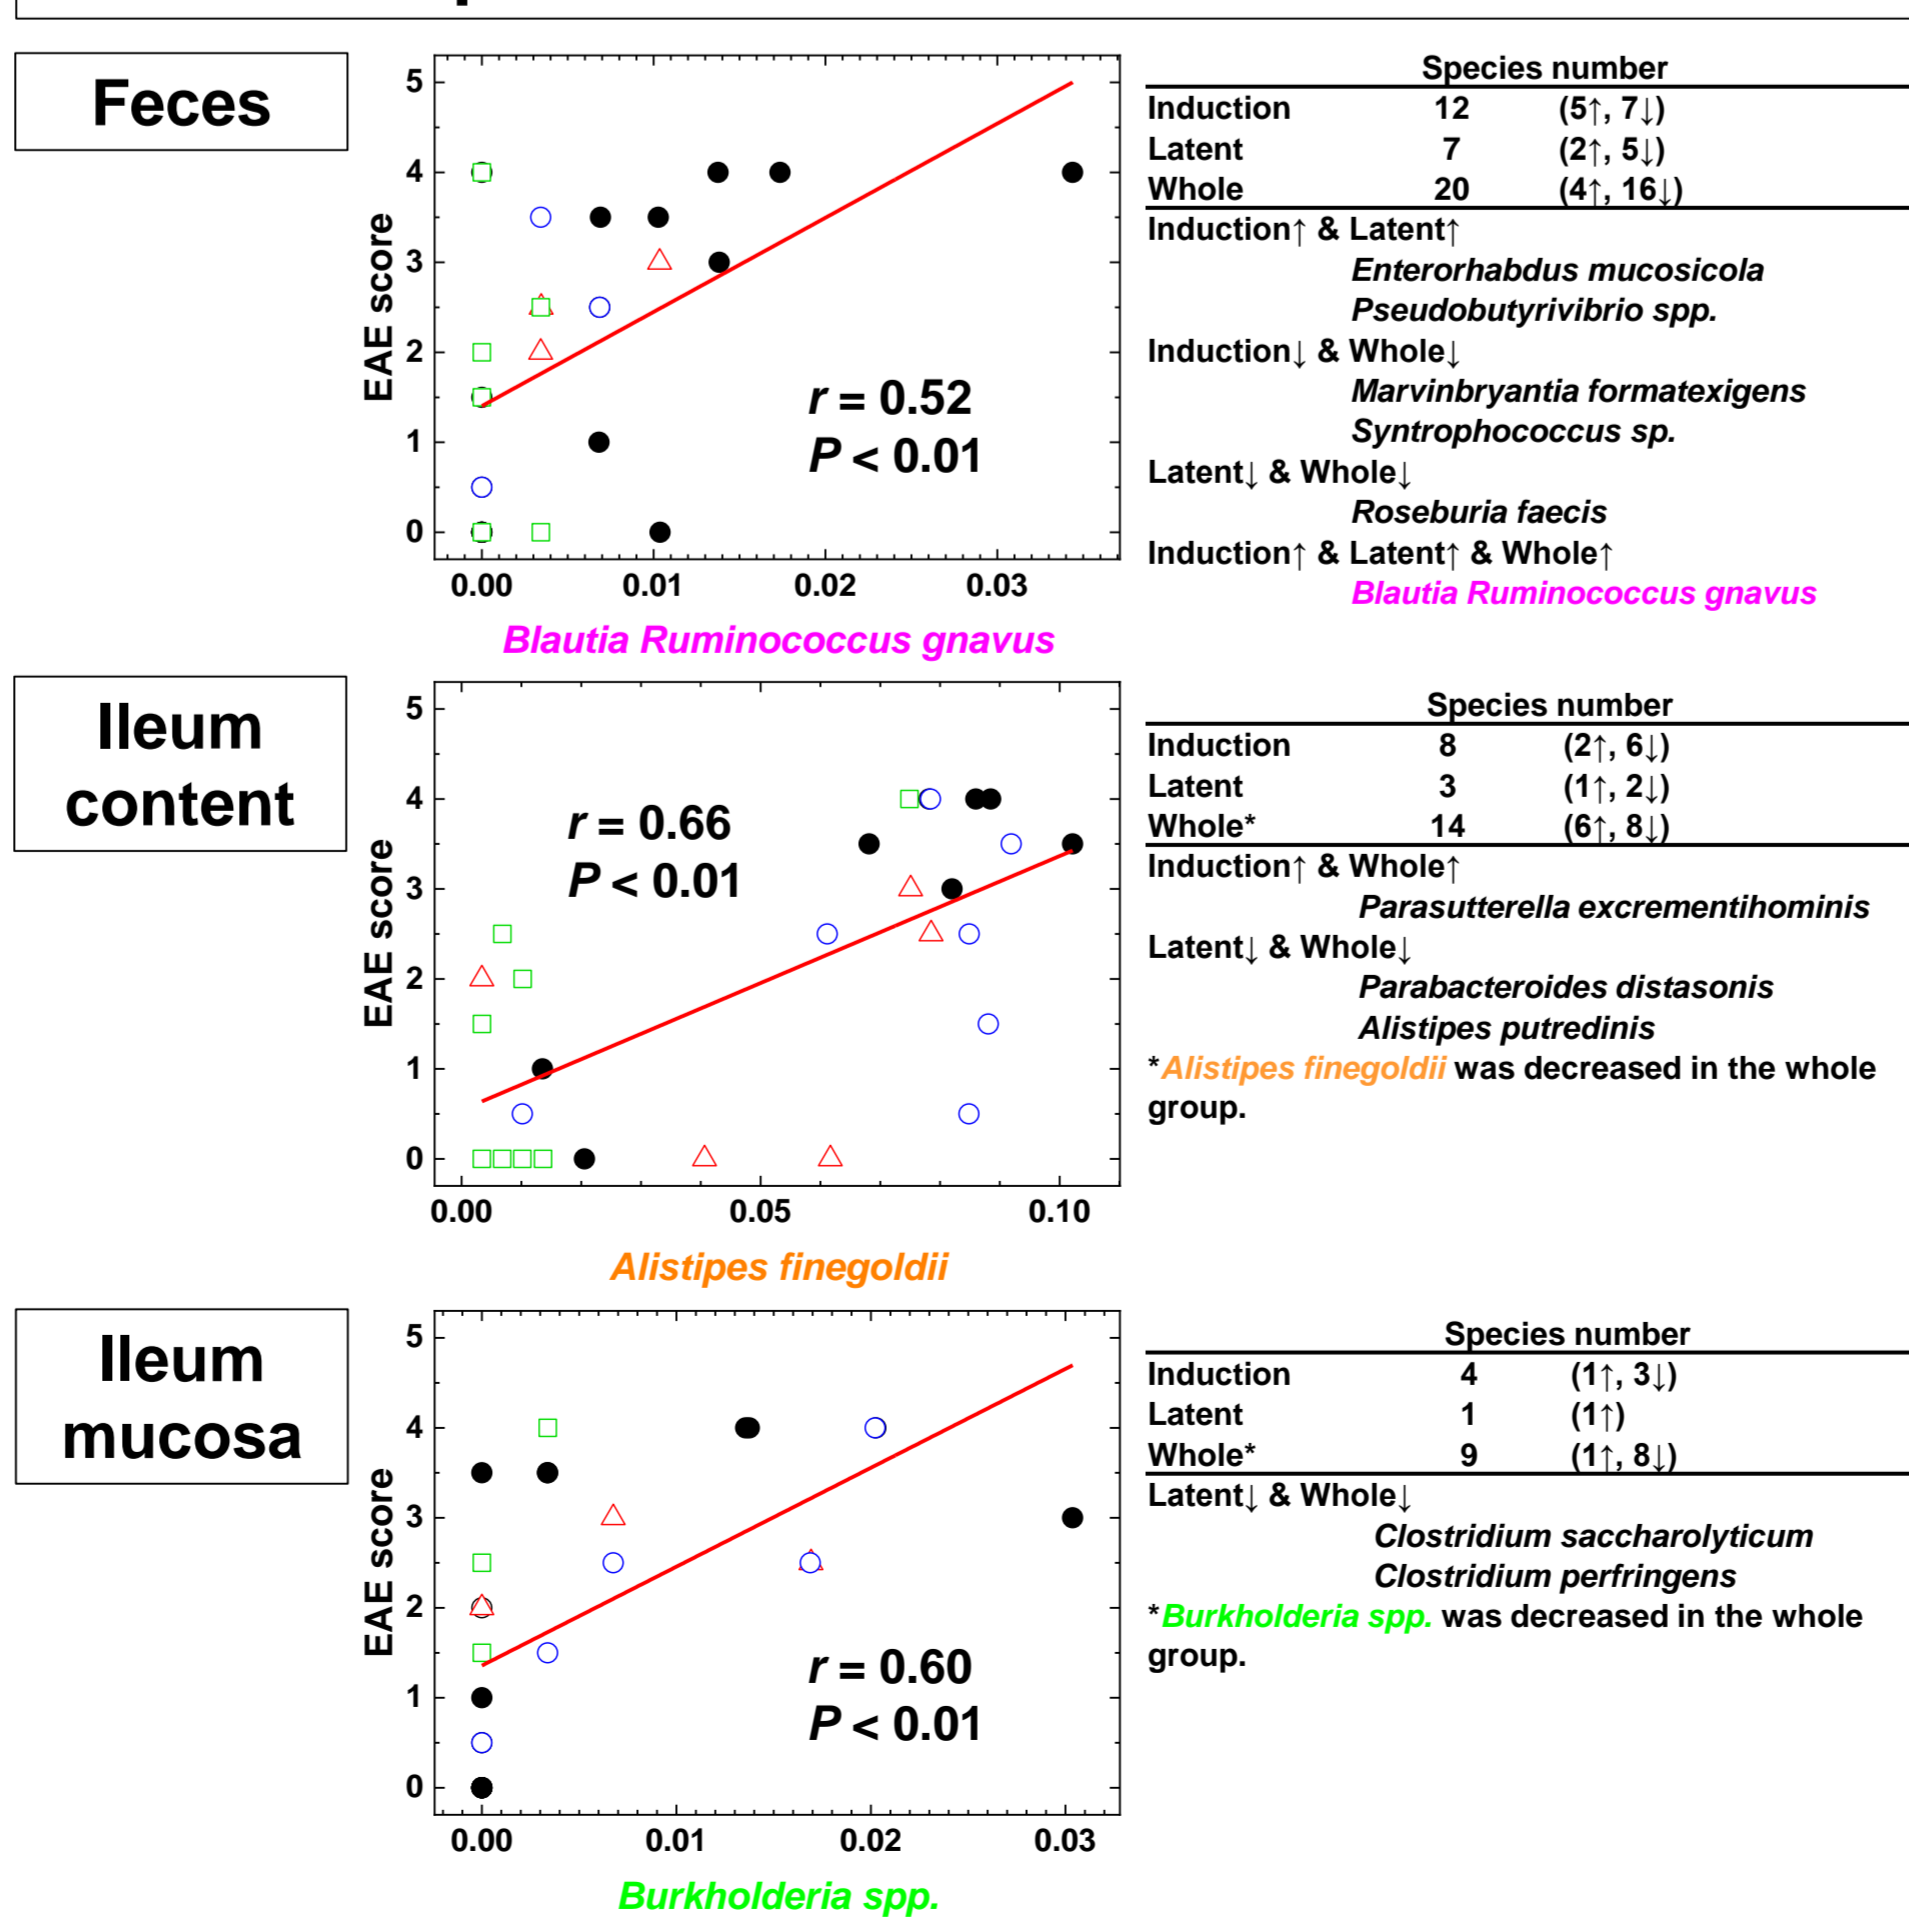 Feces
5
4
3
2
1
0
EAE score
r = 0.52
P < 0.01
0.00 0.01 0.02 0.03
Blautia Ruminococcus gnavus
Species number
Induction 12 (5↑, 7↓)
Latent 7 (2↑, 5↓)
Whole 20 (4↑, 16↓)
Induction↑ & Latent↑
Enterorhabdus mucosicola
Pseudobutyrivibrio spp.
Induction↓ & Whole↓
Marvinbryantia formatexigens
Syntrophococcus sp.
Latent↓ & Whole↓
Roseburia faecis
Induction↑ & Latent↑ & Whole↑
Blautia Ruminococcus gnavus
Ileum
content
5
4
3
2
1
0
EAE score
r = 0.66
P < 0.01
0.00 0.05 0.10
Alistipes finegoldii
Species number
Induction 8 (2↑, 6↓)
Latent 3 (1↑, 2↓)
Whole* 14 (6↑, 8↓)
Induction↑ & Whole↑
Parasutterella excrementihominis
Latent↓ & Whole↓
Parabacteroides distasonis
Alistipes putredinis
*Alistipes finegoldii was decreased in the whole
group.
Ileum
mucosa
5
4
3
2
1
0
EAE score
r = 0.60
P < 0.01
0.00 0.01 0.02 0.03
Burkholderia spp.
Species number
Induction 4 (1↑, 3↓)
Latent 1 (1↑)
Whole* 9 (1↑, 8↓)
Latent↓ & Whole↓
Clostridium saccharolyticum
Clostridium perfringens
*Burkholderia spp. was decreased in the whole
group.